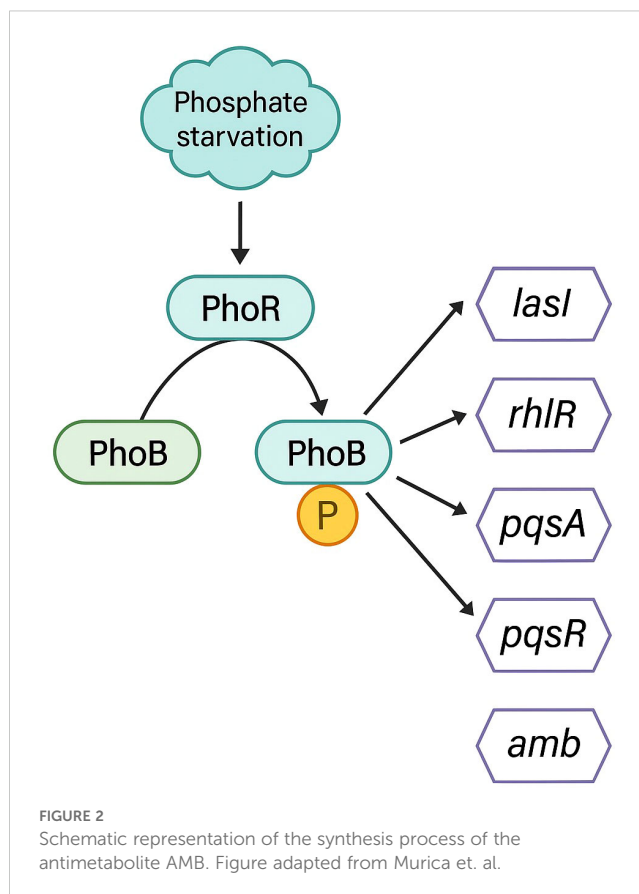 Phosphate
starvation
PhoR
PhoB
PhoB
P
lasI
rhlR
pqsA
pqsR
amb
FIGURE 2
Schematic representation of the synthesis process of the
antimetabolite AMB. Figure adapted from Murica et. al.